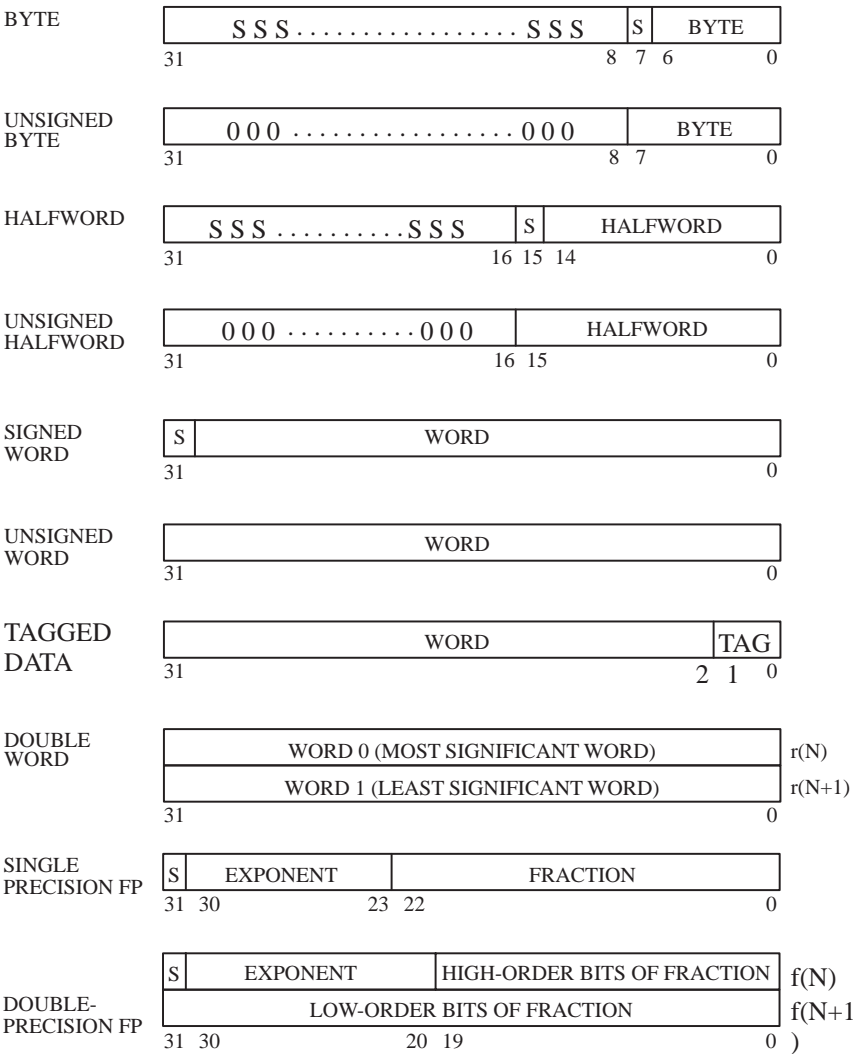 BYTE
S S S . . . . . . . . . . . . . . . . . S S S S BYTE
31 8 7 6 0
UNSIGNED
BYTE
0 0 0 . . . . . . . . . . . . . . . . . 0 0 0 BYTE
31 8 7 0
HALFWORD
S S S . . . . . . . . . . S S S S HALFWORD
31 16 15 14 0
UNSIGNED
HALFWORD
0 0 0 . . . . . . . . . . 0 0 0 HALFWORD
31 16 15 0
SIGNED
WORD
S WORD
31 0
UNSIGNED
WORD
WORD
31 0
TAGGED
DATA
WORD TAG
31 2 1 0
DOUBLE
WORD
WORD 0 (MOST SIGNIFICANT WORD) r(N)
WORD 1 (LEAST SIGNIFICANT WORD) r(N+1)
31 0
SINGLE
PRECISION FP
S EXPONENT FRACTION
31 30 23 22 0
DOUBLE-
PRECISION FP
S EXPONENT HIGH-ORDER BITS OF FRACTION f(N)
LOW-ORDER BITS OF FRACTION f(N+1
31 30 20 19 0 )